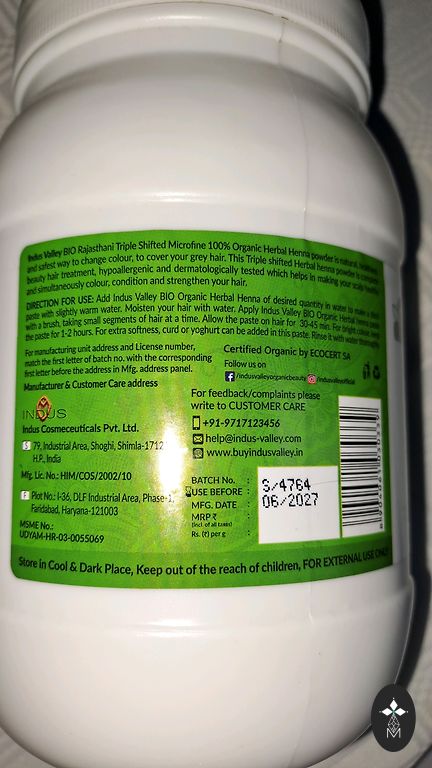 Indus Valley BIO Rajasthani Triple Shifted Microfine 100% Organic Herbal Henna powder is natural, healthiest
and safest way to change colour, to cover your grey hair. This Triple shifted Herbal henna powder is complete
beauty hair treatment, hypoallergenic and dermatologically tested which helps in making your scalp healthy
and simultaneously colour, condition and strengthen your hair.
DIRECTION FOR USE: Add Indus Valley BIO Organic Herbal Henna of desired quantity in water to make a thick
paste with slightly warm water. Moisten your hair with water. Apply Indus Valley BIO Organic Herbal Henna paste
with a brush, taking small segments of hair at a time. Allow the paste on hair for 30-45 min. For bright colour,
the paste for 1-2 hours. For extra softness, curd or yoghurt can be added in this paste. Rinse it with water thoroughly.
For manufacturing unit address and License number,
match the first letter of batch no. with the corresponding
first letter before the address in Mfg. address panel.
Manufacturer & Customer Care address
INDUS
Indus Cosmeceuticals Pvt. Ltd.
S 79, Industrial Area, Shoghi, Shimla-1712
H.P., India
Mfg. Lic. No.: HIM/COS/2002/10
F Plot No.: I-36, DLF Industrial Area, Phase-1,
Faridabad, Haryana-121003
MSME No.:
UDYAM-HR-03-0055069
Certified Organic by ECOCERT SA
Follow us on
/indusvalleyorganicbeauty /indusvalleyofficial
For feedback/complaints please
write to CUSTOMER CARE
+91-9717123456
help@indus-valley.com
www.buyindusvalley.in
BATCH No. :
USE BEFORE :
MFG. DATE
MRP ₹
(Incl. of all taxes)
Rs. (₹) per g
S/4764
06/2027
Store in Cool & Dark Place, Keep out of the reach of children, FOR EXTERNAL USE ONLY
M